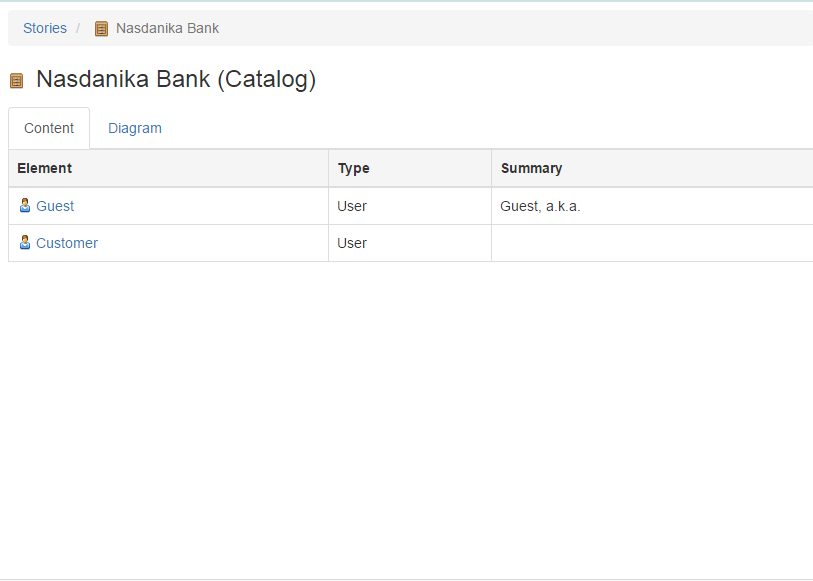 Stories / Nasdanika Bank
Nasdanika Bank (Catalog)
Content Diagram
Element Type Summary
Guest User Guest, a.k.a.
Customer User